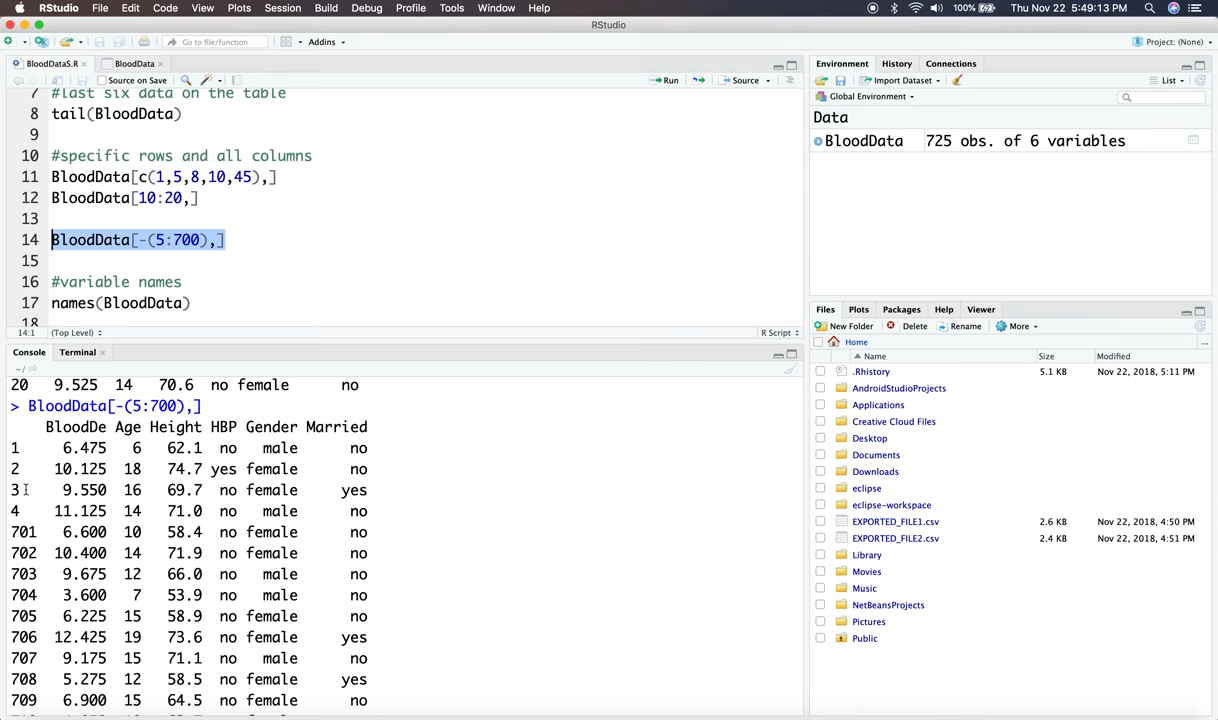 RStudio File Edit Code View Plots Session Build Debug Profile Tools Window Help 100% Thu Nov 22 5:49:13 PM
RStudio
Go to file/function Addins Project: (None)
BloodDataS.R BloodData
Source on Save Run Source
7 #last six data on the table
8 tail(BloodData)
9
10 #specific rows and all columns
11 BloodData[c(1,5,8,10,45),]
12 BloodData[10:20,]
13
14 BloodData[-(5:700),]
15
16 #variable names
17 names(BloodData)
18
14:1 (Top Level) R Script
Console Terminal
~/
20 9.525 14 70.6 no female no
> BloodData[-(5:700),]
BloodDe Age Height HBP Gender Married
1 6.475 6 62.1 no male no
2 10.125 18 74.7 yes female no
3 9.550 16 69.7 no female yes
4 11.125 14 71.0 no male no
701 6.600 10 58.4 no female no
702 10.400 14 71.9 no female no
703 9.675 12 66.0 no male no
704 3.600 7 53.9 no male no
705 6.225 15 58.9 no female no
706 12.425 19 73.6 no female yes
707 9.175 15 71.1 no male no
708 5.275 12 58.5 no female yes
709 6.900 15 64.5 no female no
Environment History Connections
Import Dataset List
Global Environment
Data
BloodData 725 obs. of 6 variables
Files Plots Packages Help Viewer
New Folder Delete Rename More
Home ...
Name Size Modified
.Rhistory 5.1 KB Nov 22, 2018, 5:11 PM
AndroidStudioProjects
Applications
Creative Cloud Files
Desktop
Documents
Downloads
eclipse
eclipse-workspace
EXPORTED_FILE1.csv 2.6 KB Nov 22, 2018, 4:50 PM
EXPORTED_FILE2.csv 2.4 KB Nov 22, 2018, 4:51 PM
Library
Movies
Music
NetBeansProjects
Pictures
Public